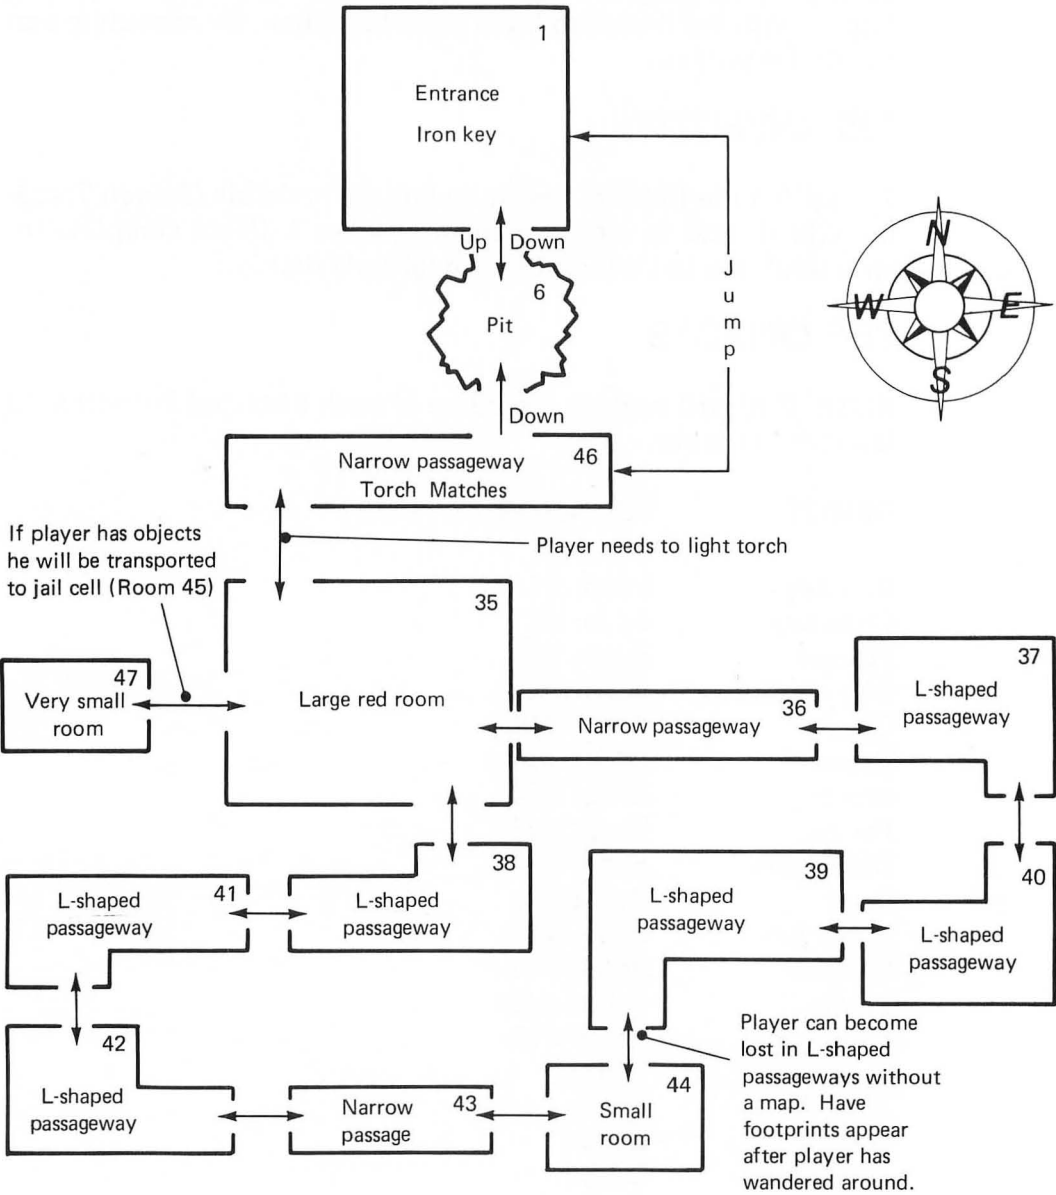 1
Entrance
Iron key
Up Down
6
Pit
Jump
N
W E
S
Down
Narrow passageway 46
Torch Matches
If player has objects
he will be transported
to jail cell (Room 45)
Player needs to light torch
35
Large red room
47
Very small
room
36
Narrow passageway
37
L-shaped
passageway
38
L-shaped
passageway
41
L-shaped
passageway
39
L-shaped
passageway
40
L-shaped
passageway
42
L-shaped
passageway
43
Narrow
passage
44
Small
room
Player can become
lost in L-shaped
passageways without
a map. Have
footprints appear
after player has
wandered around.